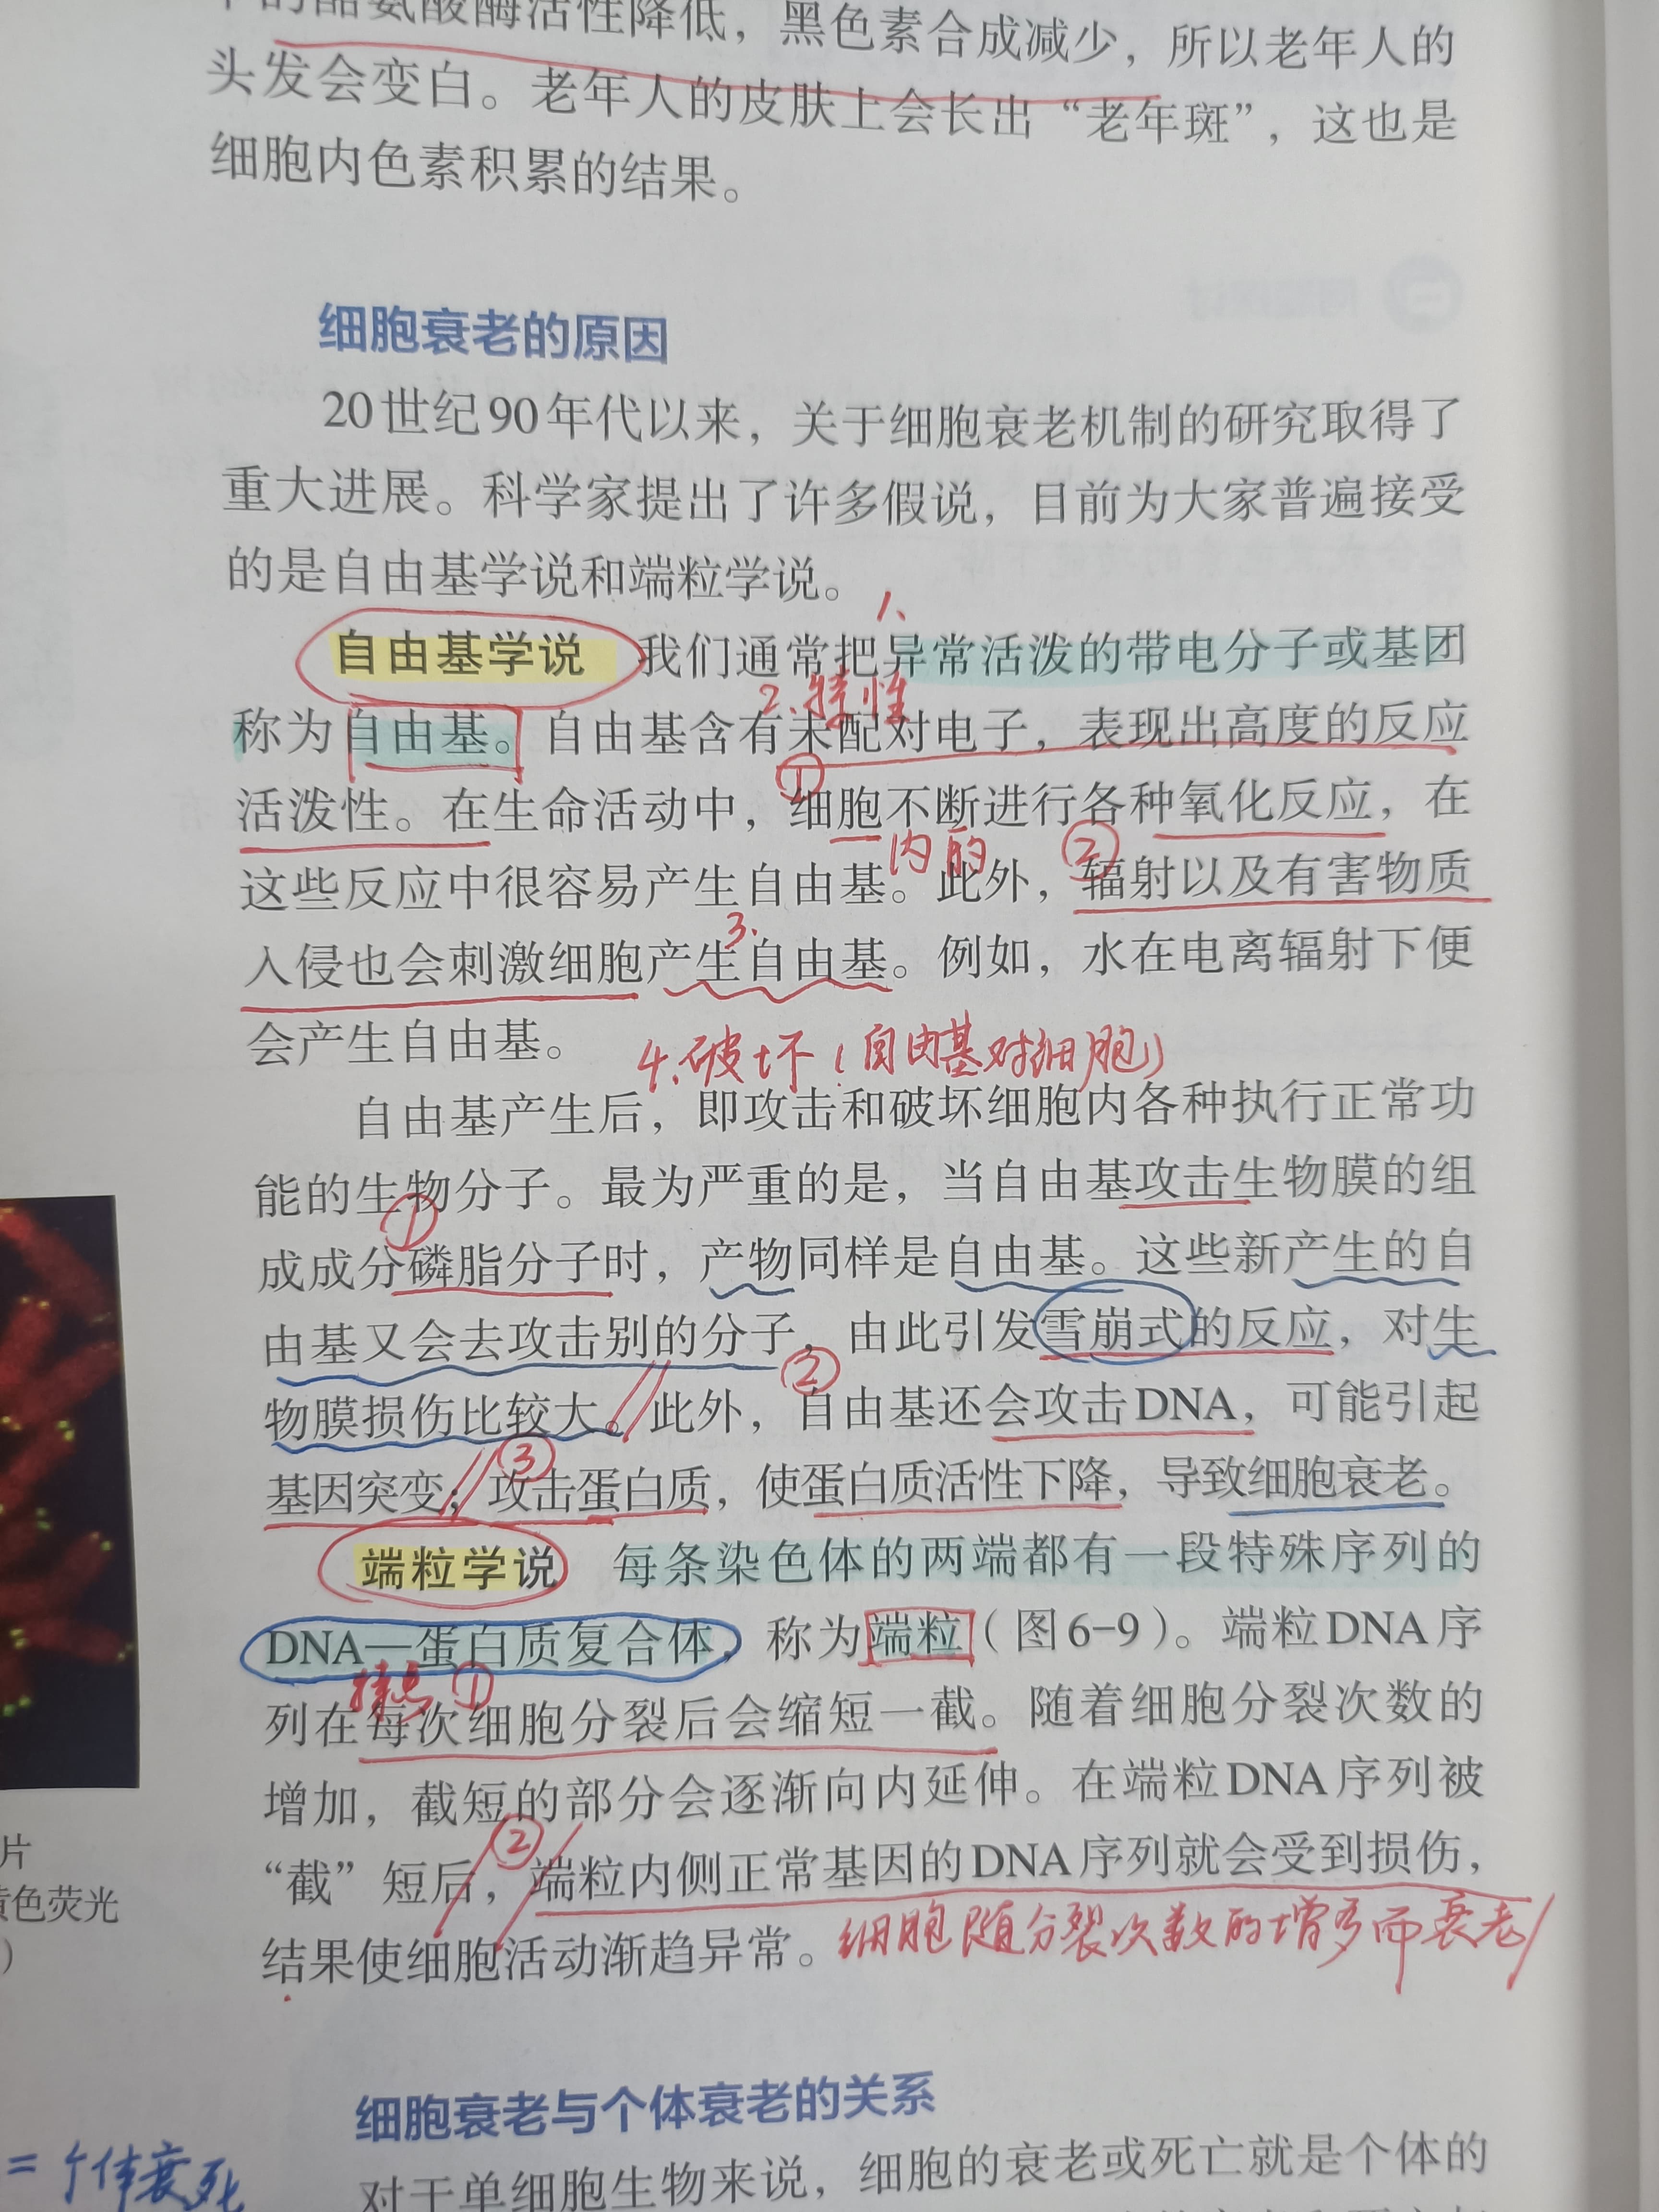 的酪氨酸酶活性降低，黑色素合成减少，所以老年人的
头发会变白。老年人的皮肤上会长出“老年斑”，这也是
细胞内色素积累的结果。
细胞衰老的原因
20世纪90年代以来，关于细胞衰老机制的研究取得了
重大进展。科学家提出了许多假说，目前为大家普遍接受
的是自由基学说和端粒学说。
1、
自由基学说 我们通常把异常活泼的带电分子或基团
2、特性
称为自由基。自由基含有未配对电子，表现出高度的反应
①
活泼性。在生命活动中，细胞不断进行各种氧化反应，在
内的 ②
这些反应中很容易产生自由基。此外，辐射以及有害物质
3.
入侵也会刺激细胞产生自由基。例如，水在电离辐射下便
会产生自由基。
4.破坏（自由基对细胞）
自由基产生后，即攻击和破坏细胞内各种执行正常功
能的生物分子。最为严重的是，当自由基攻击生物膜的组
①
成成分磷脂分子时，产物同样是自由基。这些新产生的自
由基又会去攻击别的分子，由此引发雪崩式的反应，对生
②
物膜损伤比较大。此外，自由基还会攻击DNA，可能引起
③
基因突变；攻击蛋白质，使蛋白质活性下降，导致细胞衰老。
端粒学说 每条染色体的两端都有一段特殊序列的
DNA—蛋白质复合体，称为端粒（图6-9）。端粒DNA序
特点①
列在每次细胞分裂后会缩短一截。随着细胞分裂次数的
增加，截短的部分会逐渐向内延伸。在端粒DNA序列被
②
“截”短后，端粒内侧正常基因的DNA序列就会受到损伤，
结果使细胞活动渐趋异常。细胞随分裂次数的增多而衰老
片
黄色荧光
）
细胞衰老与个体衰老的关系
=个体衰死
对于单细胞生物来说，细胞的衰老或死亡就是个体的